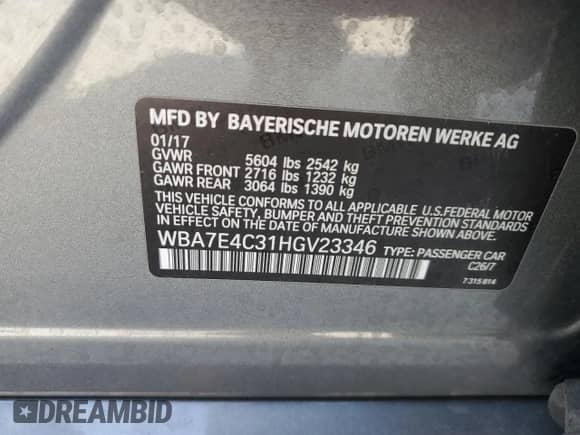 MFD BY BAYERISCHE MOTOREN WERKE AG
01/17
GVWR 5604 lbs 2542 kg
GAWR FRONT 2716 lbs 1232 kg
GAWR REAR 3064 lbs 1390 kg
THIS VEHICLE CONFORMS TO ALL APPLICABLE U.S.FEDERAL MOTOR
VEHICLE SAFETY, BUMPER AND THEFT PREVENTION STANDARDS
IN EFFECT ON THE DATE OF MANUFACTURE SHOWN ABOVE.
WBA7E4C31HGV23346 TYPE: PASSENGER CAR
C26/7
7315814
DREAMBID